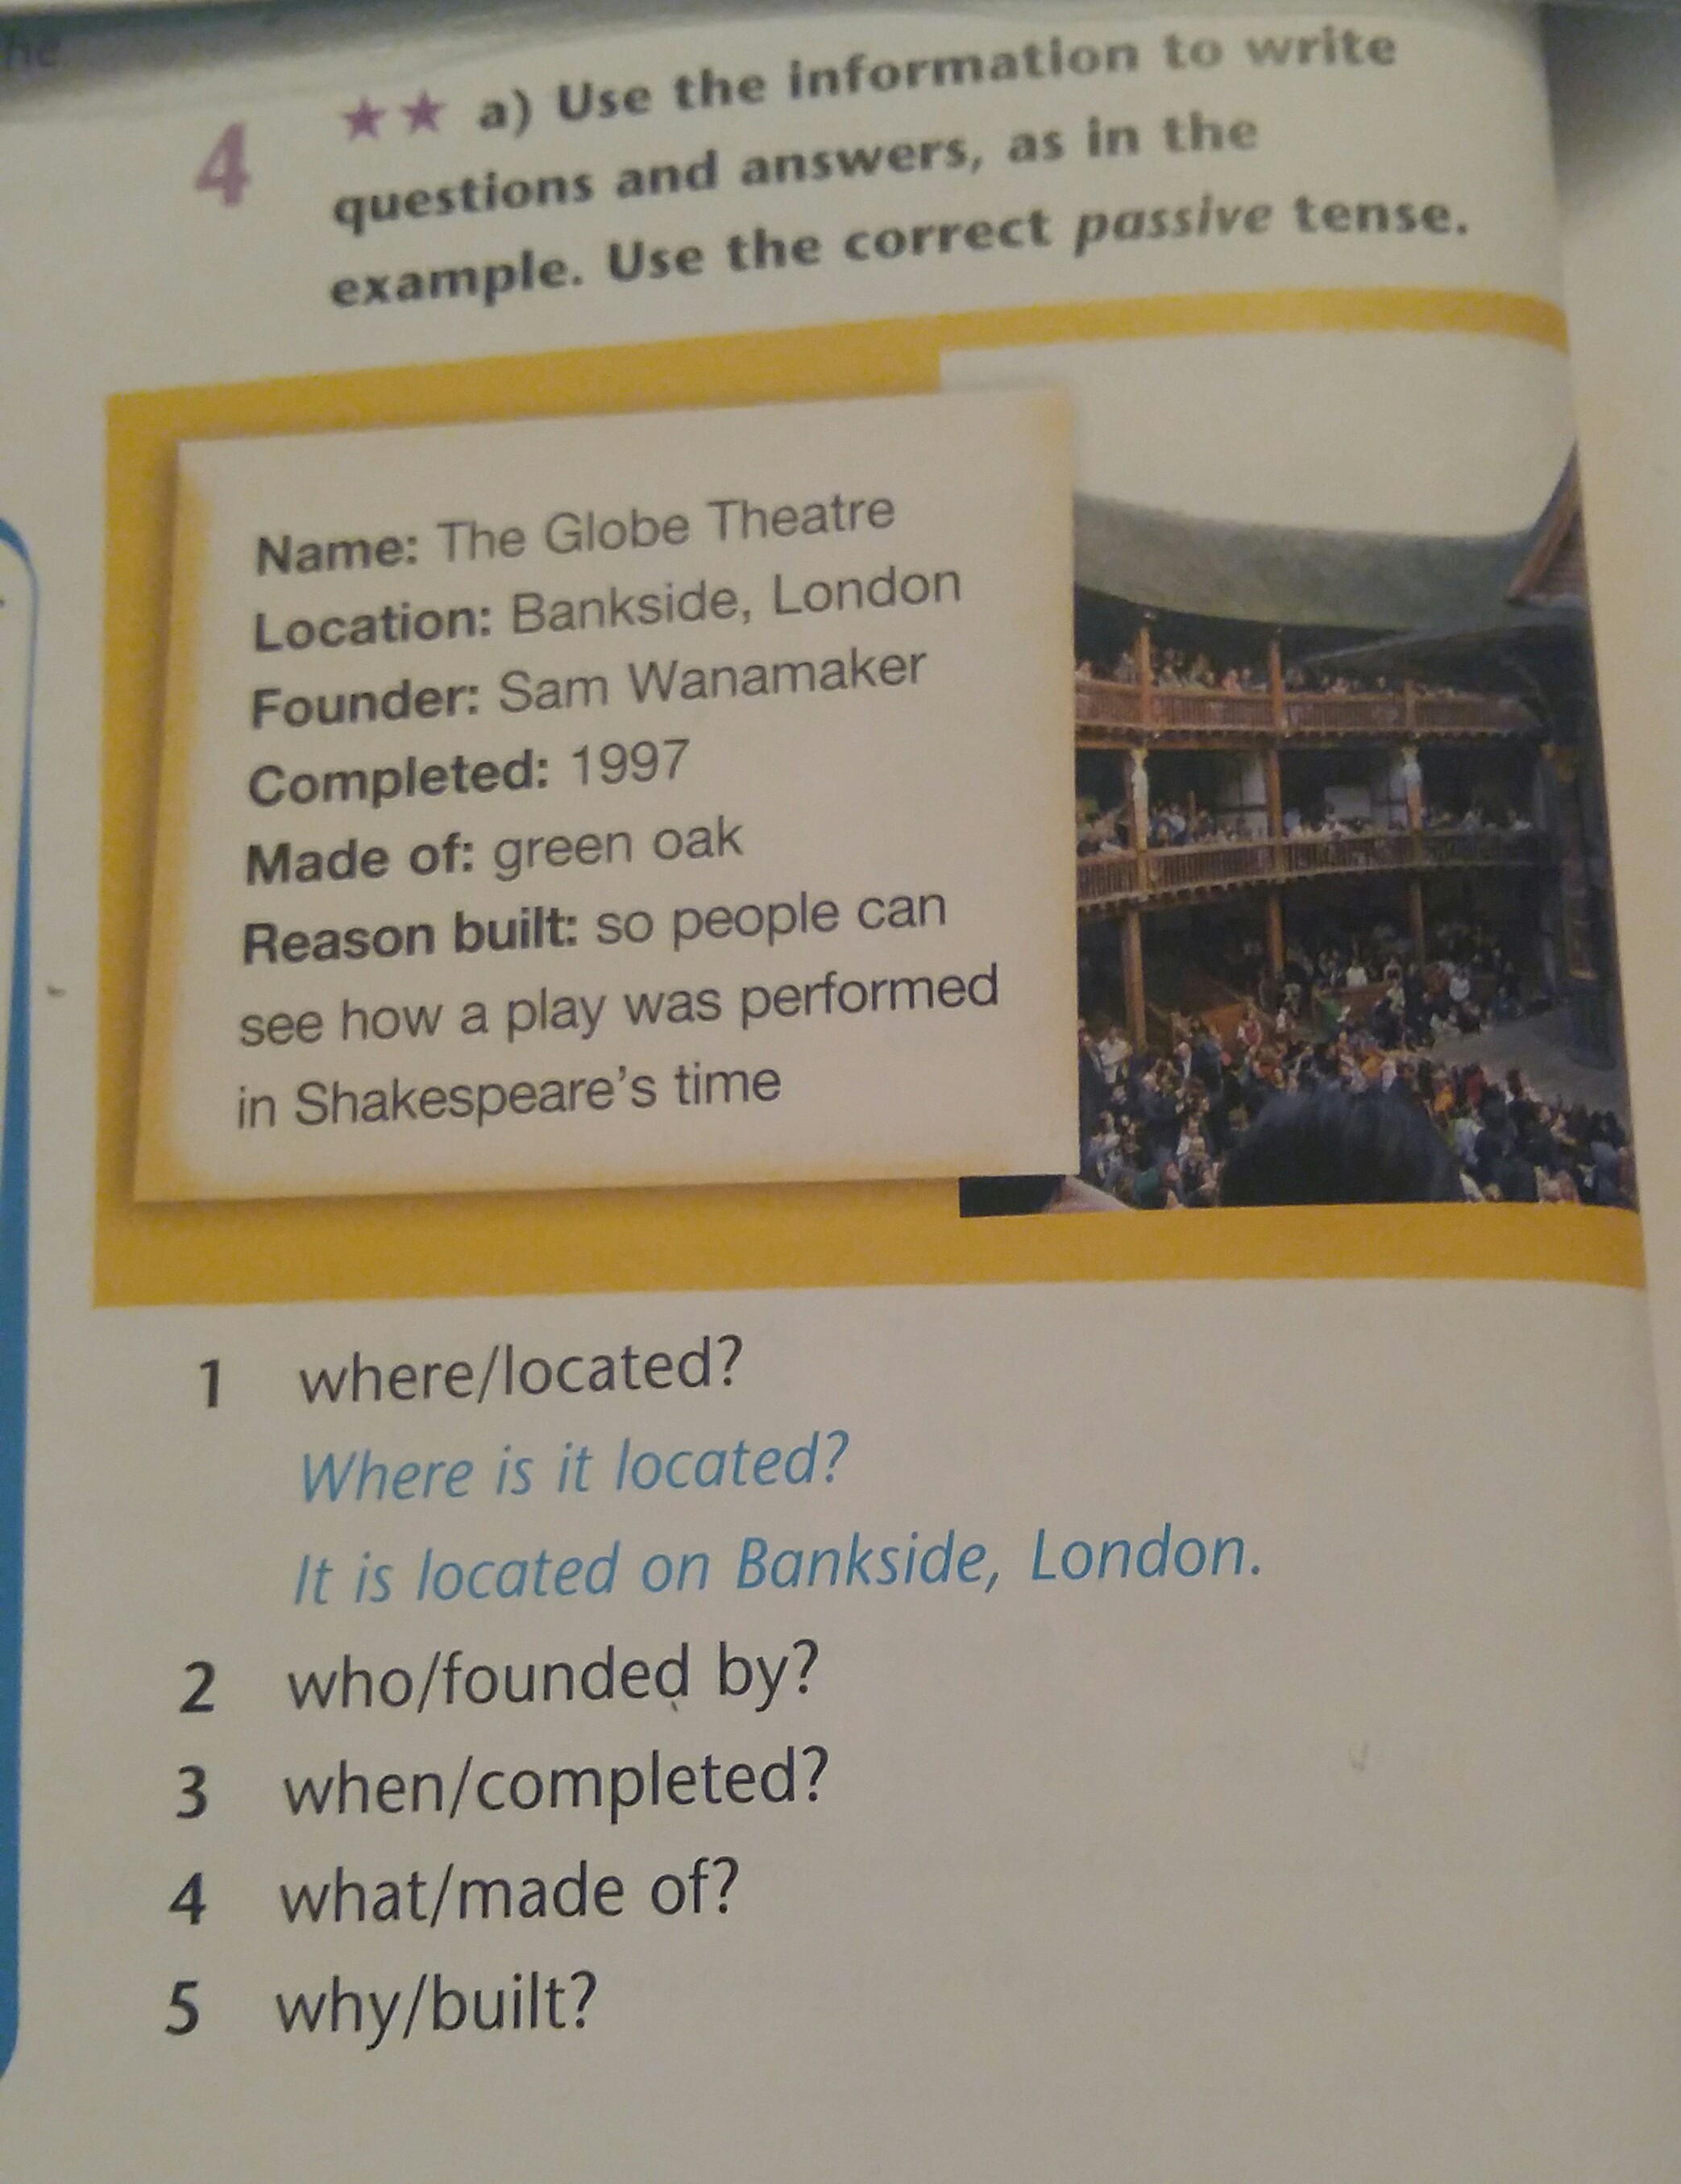 he
4 ★★ a) Use the information to write
questions and answers, as in the
example. Use the correct passive tense.
Name: The Globe Theatre
Location: Bankside, London
Founder: Sam Wanamaker
Completed: 1997
Made of: green oak
Reason built: so people can
see how a play was performed
in Shakespeare's time
1 where/located?
Where is it located?
It is located on Bankside, London.
2 who/founded by?
3 when/completed?
4 what/made of?
5 why/built?